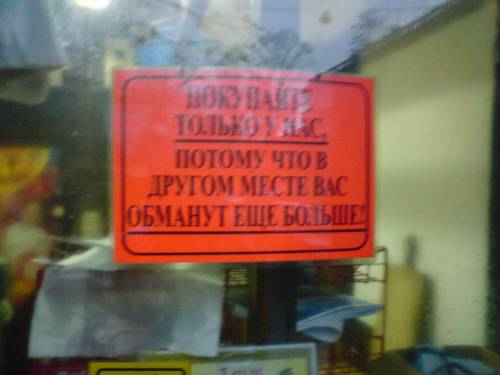 ПОКУПАЙТЕ
ТОЛЬКО У НАС,
ПОТОМУ ЧТО В
ДРУГОМ МЕСТЕ ВАС
ОБМАНУТ ЕЩЕ БОЛЬШЕ!